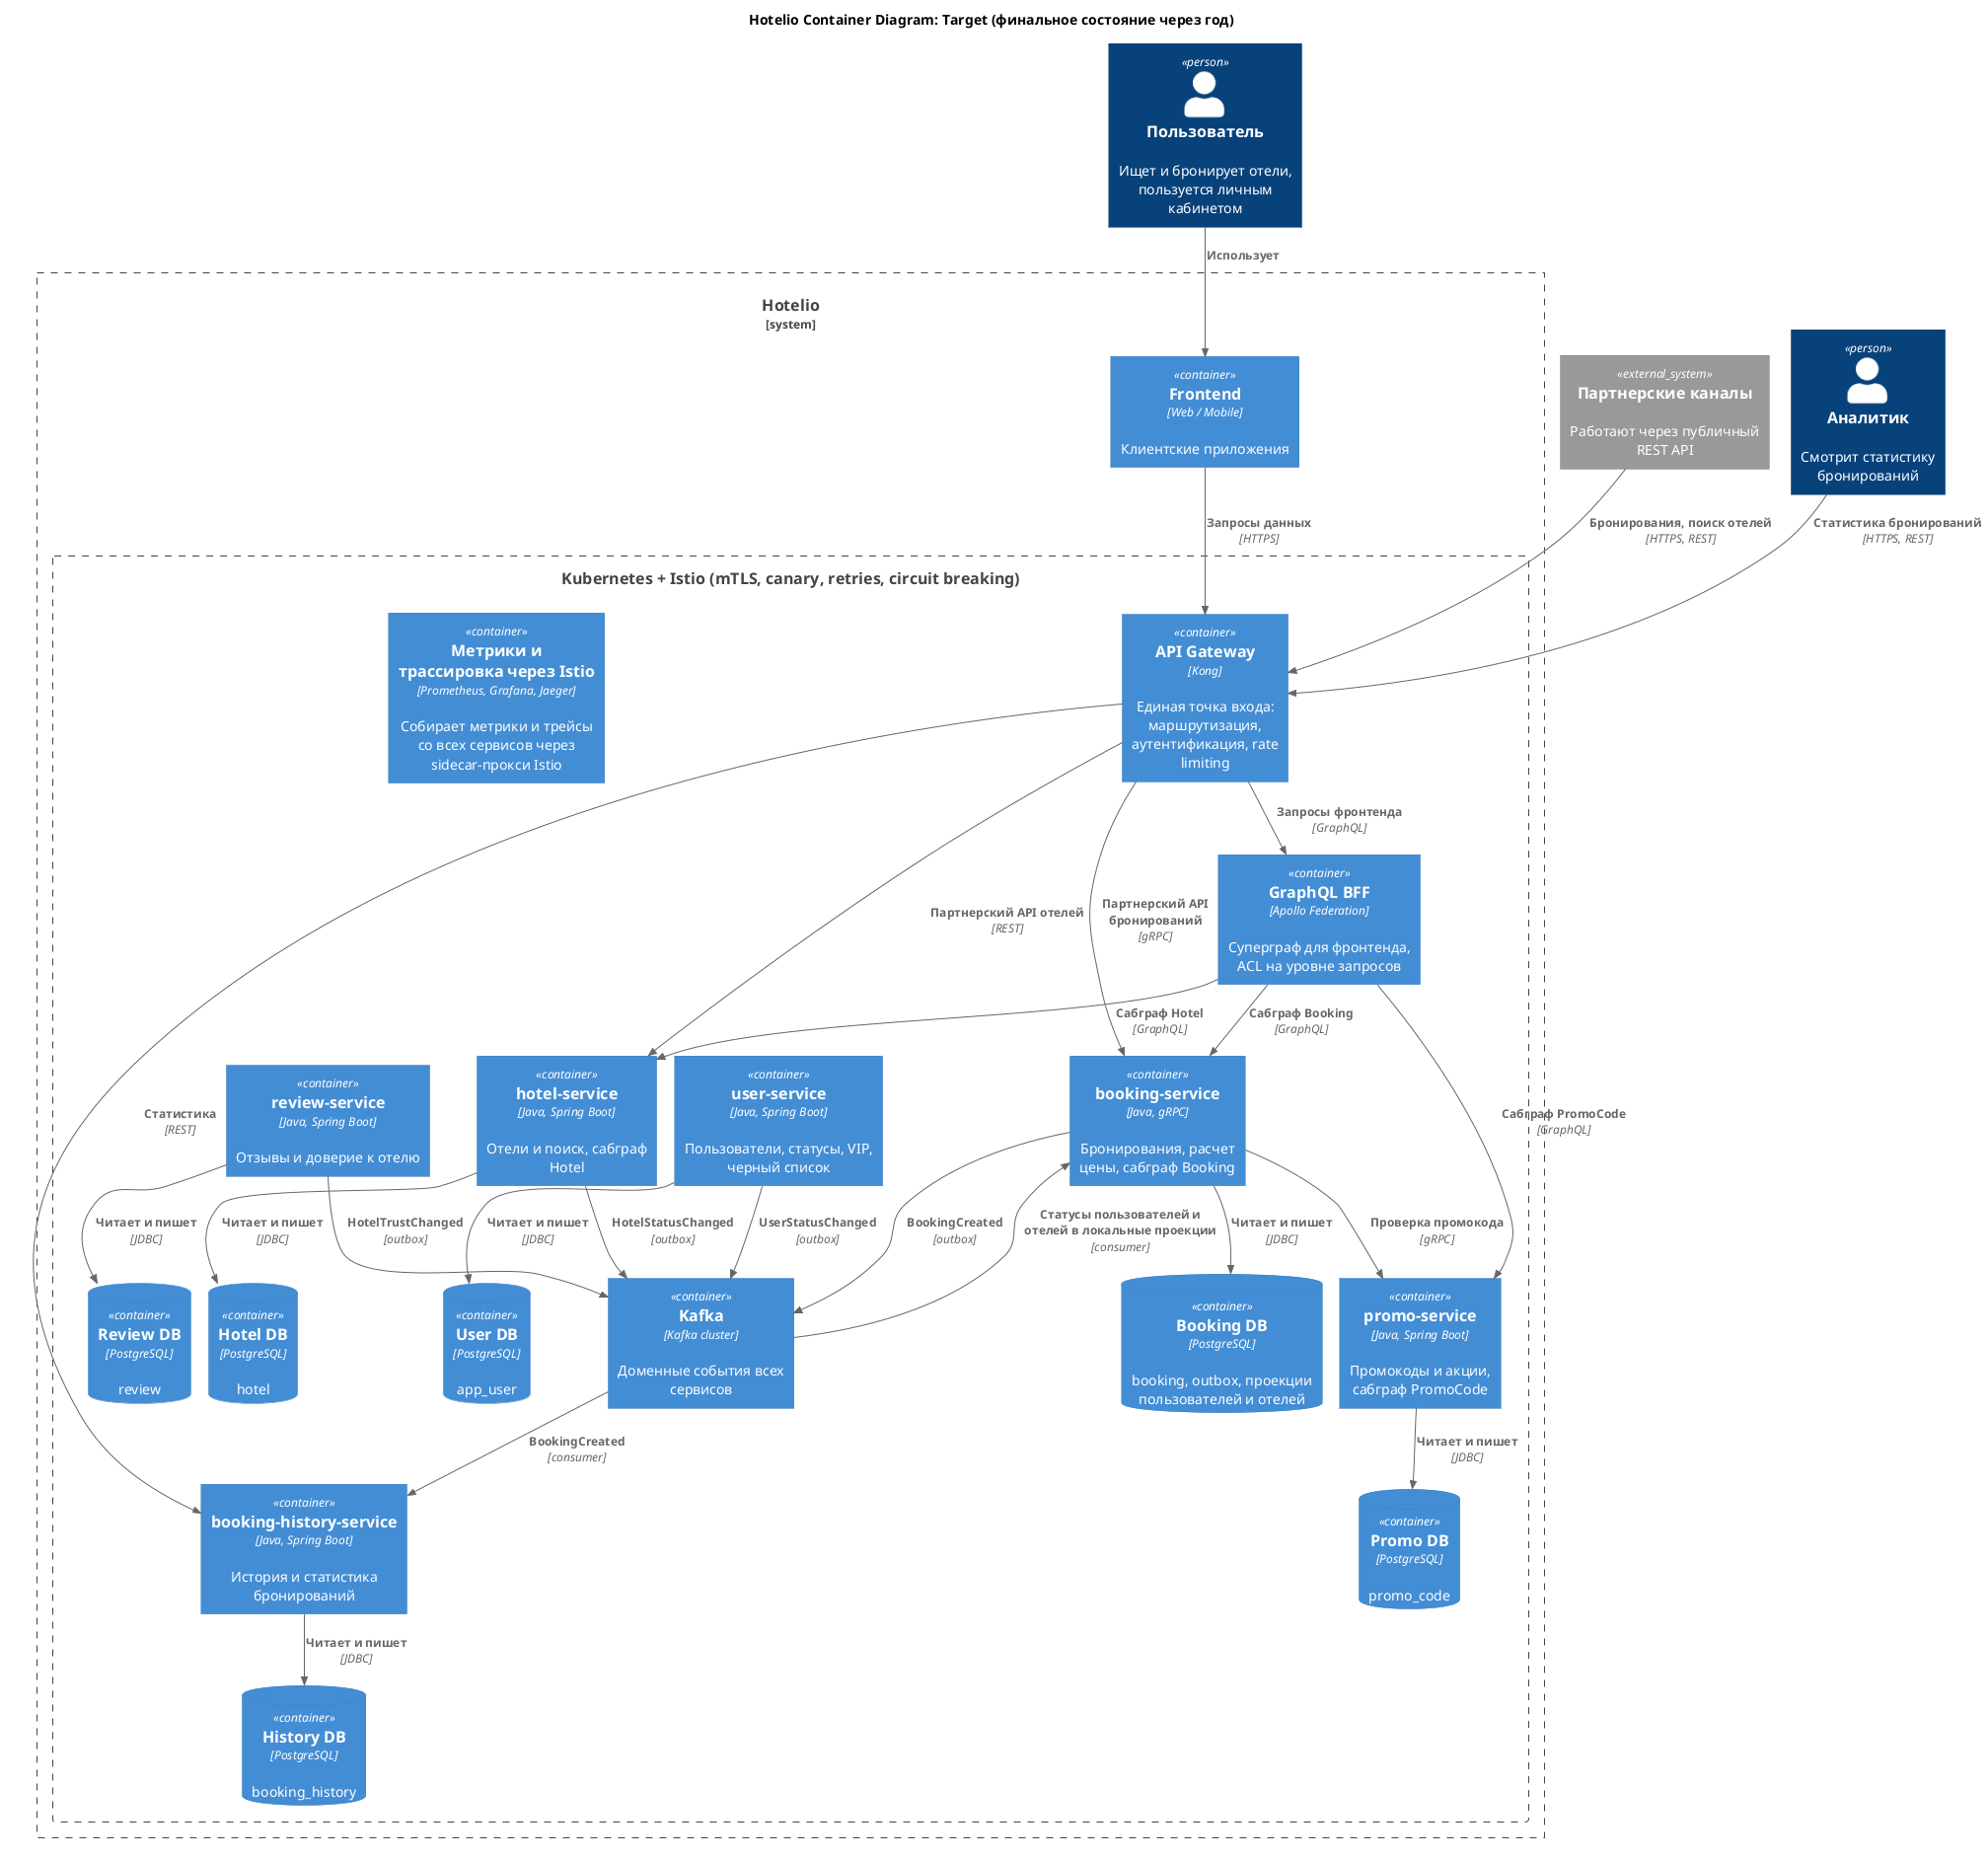 Hotelio Container Diagram: Target (финальное состояние через год)
«person»
Пользователь
Ищет и бронирует отели,
пользуется личным
кабинетом
Использует
Hotelio
[system]
«container»
Frontend
[Web / Mobile]
Клиентские приложения
«external_system»
Партнерские каналы
Работают через публичный
REST API
«person»
Аналитик
Смотрит статистику
бронирований
Запросы данных
[HTTPS]
Бронирования, поиск отелей
[HTTPS, REST]
Статистика бронирований
[HTTPS, REST]
Kubernetes + Istio (mTLS, canary, retries, circuit breaking)
«container»
Метрики и
трассировка через Istio
[Prometheus, Grafana, Jaeger]
Собирает метрики и трейсы
со всех сервисов через
sidecar-прокси Istio
«container»
API Gateway
[Kong]
Единая точка входа:
маршрутизация,
аутентификация, rate
limiting
Запросы фронтенда
[GraphQL]
Партнерский API отелей
[REST]
Партнерский API
бронирований
[gRPC]
«container»
GraphQL BFF
[Apollo Federation]
Суперграф для фронтенда,
ACL на уровне запросов
Сабграф Hotel
[GraphQL]
Сабграф Booking
[GraphQL]
Статистика
[REST]
«container»
review-service
[Java, Spring Boot]
Отзывы и доверие к отелю
«container»
hotel-service
[Java, Spring Boot]
Отели и поиск, сабграф
Hotel
«container»
user-service
[Java, Spring Boot]
Пользователи, статусы, VIP,
черный список
«container»
booking-service
[Java, gRPC]
Бронирования, расчет
цены, сабграф Booking
Сабграф PromoCode
[GraphQL]
Читает и пишет
[JDBC]
Читает и пишет
[JDBC]
HotelTrustChanged
[outbox]
Читает и пишет
[JDBC]
HotelStatusChanged
[outbox]
UserStatusChanged
[outbox]
BookingCreated
[outbox]
Статусы пользователей и
отелей в локальные проекции
[consumer]
Читает и пишет
[JDBC]
Проверка промокода
[gRPC]
«container»
Review DB
[PostgreSQL]
review
«container»
Hotel DB
[PostgreSQL]
hotel
«container»
User DB
[PostgreSQL]
app_user
«container»
Kafka
[Kafka cluster]
Доменные события всех
сервисов
«container»
Booking DB
[PostgreSQL]
booking, outbox, проекции
пользователей и отелей
«container»
promo-service
[Java, Spring Boot]
Промокоды и акции,
сабграф PromoCode
BookingCreated
[consumer]
Читает и пишет
[JDBC]
«container»
booking-history-service
[Java, Spring Boot]
История и статистика
бронирований
«container»
Promo DB
[PostgreSQL]
promo_code
Читает и пишет
[JDBC]
«container»
History DB
[PostgreSQL]
booking_history